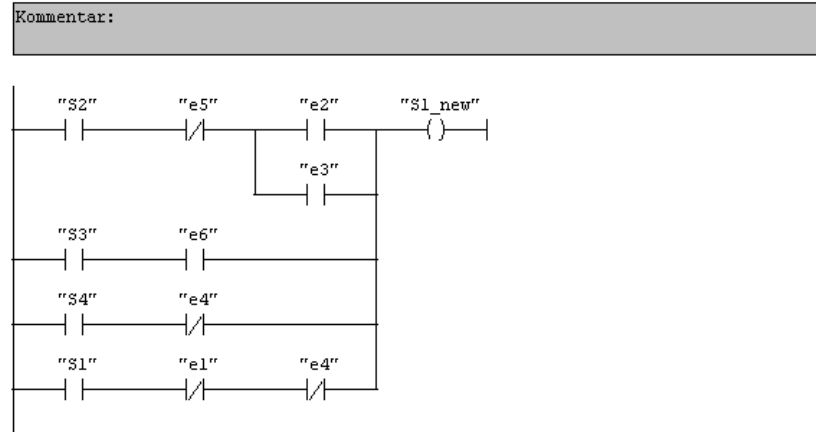 Kommentar:
"S2" "e5" "e2" "S1_new"
"e3"
"S3" "e6"
"S4" "e4"
"S1" "e1" "e4"